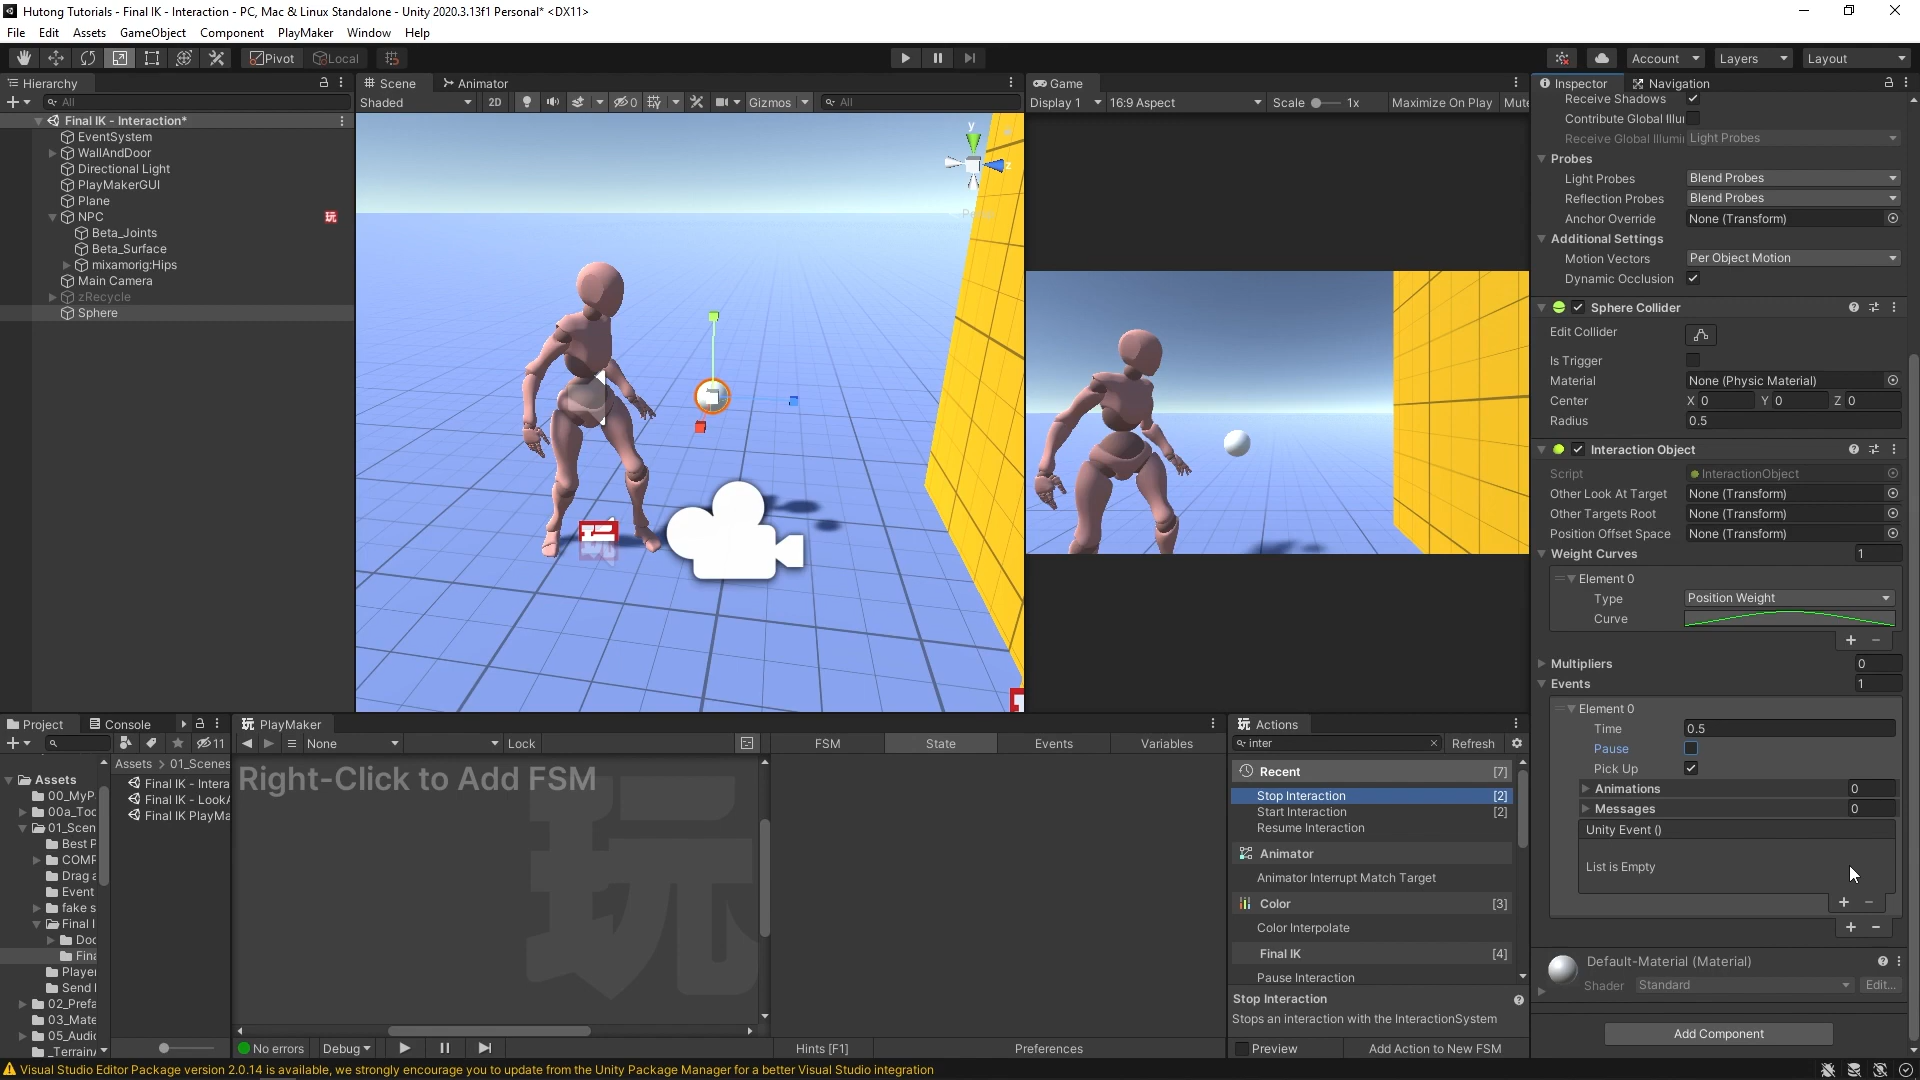 Hutong Tutorials - Final IK - Interaction - PC, Mac & Linux Standalone - Unity 2020.3.13f1 Personal* <DX11>
File Edit Assets GameObject Component PlayMaker Window Help
Pivot Local Account Layers Layout
Hierarchy
All
Final IK - Interaction*
EventSystem
WallAndDoor
Directional Light
PlayMakerGUI
Plane
NPC 玩
Beta_Joints
Beta_Surface
mixamorig:Hips
Main Camera
zRecycle
Sphere
Scene Animator
Shaded 2D 0 Gizmos All
y
z
Game
Display 1 16:9 Aspect Scale 1x Maximize On Play Mute
Inspector Navigation
Receive Shadows
Contribute Global Illui
Receive Global Illumii Light Probes
Probes
Light Probes Blend Probes
Reflection Probes Blend Probes
Anchor Override None (Transform)
Additional Settings
Motion Vectors Per Object Motion
Dynamic Occlusion
Sphere Collider
Edit Collider
Is Trigger
Material None (Physic Material)
Center X 0 Y 0 Z 0
Radius 0.5
Interaction Object
Script InteractionObject
Other Look At Target None (Transform)
Other Targets Root None (Transform)
Position Offset Space None (Transform)
Weight Curves 1
Element 0
Type Position Weight
Curve
Multipliers 0
Events 1
Element 0
Time 0.5
Pause
Pick Up
Animations 0
Messages 0
Unity Event ()
List is Empty
Default-Material (Material)
Shader Standard Edit...
Add Component
Project Console
11
Assets
00_MyP
00a_Toc
01_Scen
Best P
COMP
Drag a
Event
fake s
Final I
Doc
Fina
Player
Send I
02_Prefa
03_Mate
05_Audic
_Terrain
Assets > 01_Scenes
Final IK - Intera
Final IK - LookA
Final IK PlayMa
玩 PlayMaker
None Lock FSM State Events Variables
Right-Click to Add FSM
玩
No errors Debug Hints [F1] Preferences
玩 Actions
inter Refresh
Recent [7]
Stop Interaction [2]
Start Interaction [2]
Resume Interaction
Animator
Animator Interrupt Match Target
Color [3]
Color Interpolate
Final IK [4]
Pause Interaction
Stop Interaction
Stops an interaction with the InteractionSystem
Preview Add Action to New FSM
Visual Studio Editor Package version 2.0.14 is available, we strongly encourage you to update from the Unity Package Manager for a better Visual Studio integration